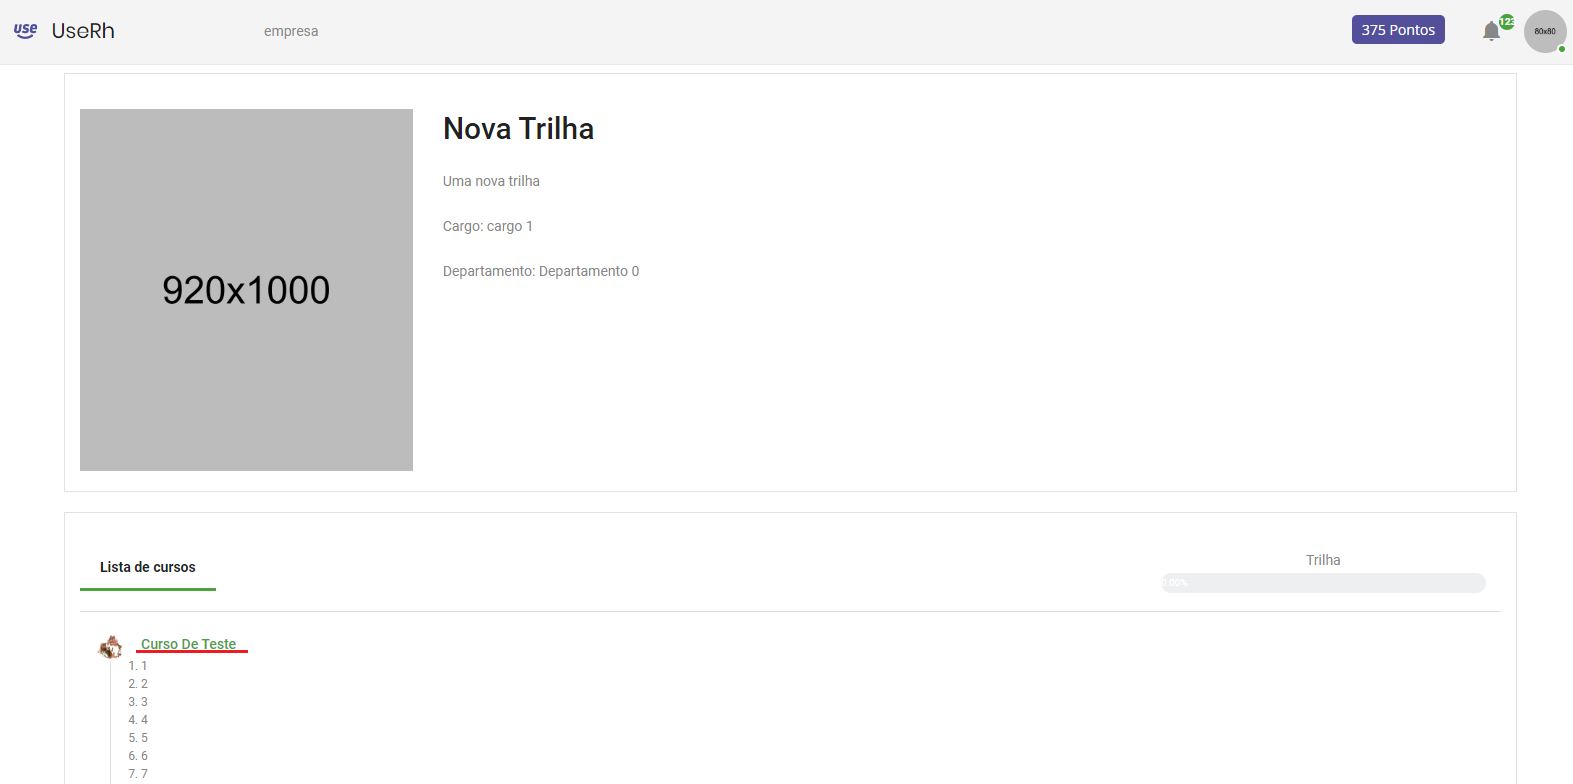 use UseRh empresa 375 Pontos 123 80x80
920x1000
Nova Trilha
Uma nova trilha
Cargo: cargo 1
Departamento: Departamento 0
Lista de cursos
Trilha
0.00%
Curso De Teste
1. 1
2. 2
3. 3
4. 4
5. 5
6. 6
7. 7